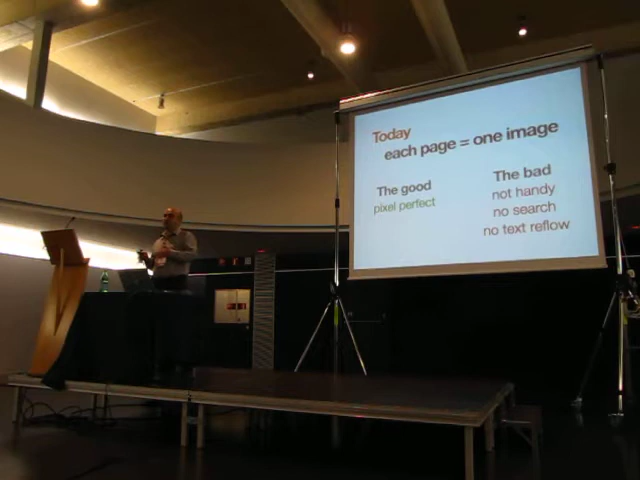 Today
each page = one image
The good
pixel perfect
The bad
not handy
no search
no text reflow